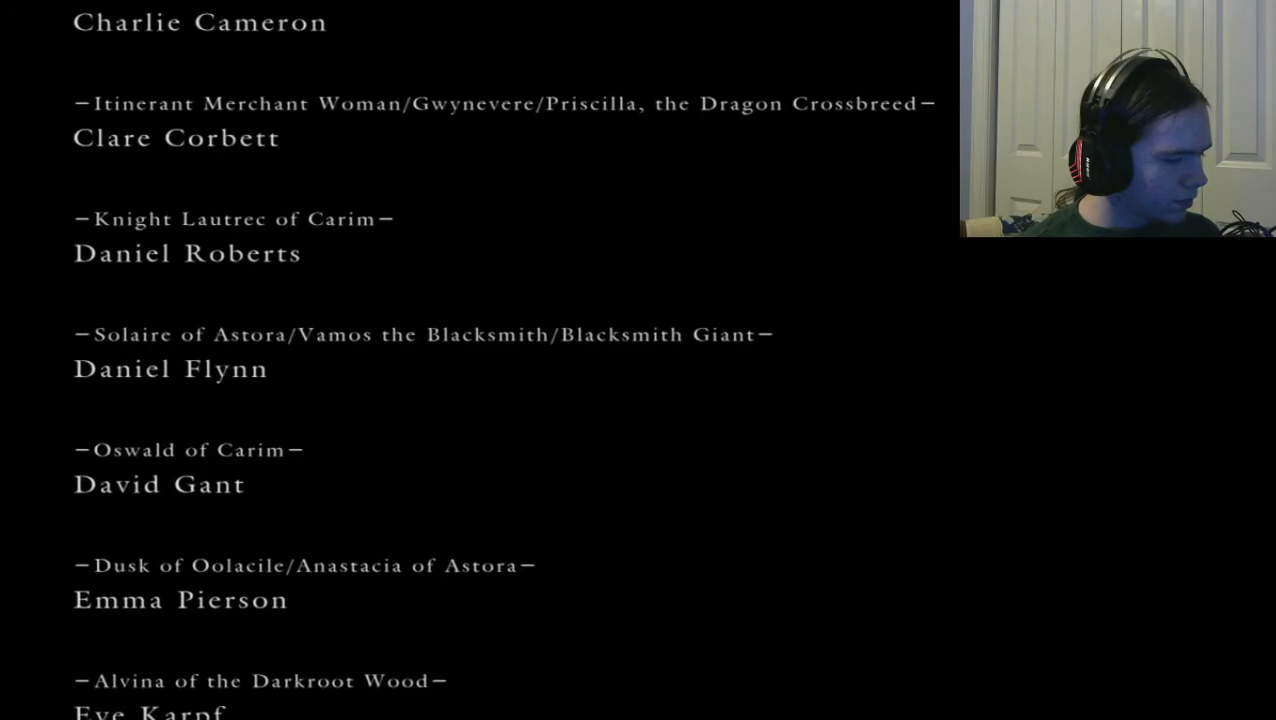 Charlie Cameron
—Itinerant Merchant Woman/Gwynevere/Priscilla, the Dragon Crossbreed—
Clare Corbett
—Knight Lautrec of Carim—
Daniel Roberts
—Solaire of Astora/Vamos the Blacksmith/Blacksmith Giant—
Daniel Flynn
—Oswald of Carim—
David Gant
—Dusk of Oolacile/Anastacia of Astora—
Emma Pierson
—Alvina of the Darkroot Wood—
Eve Karpf